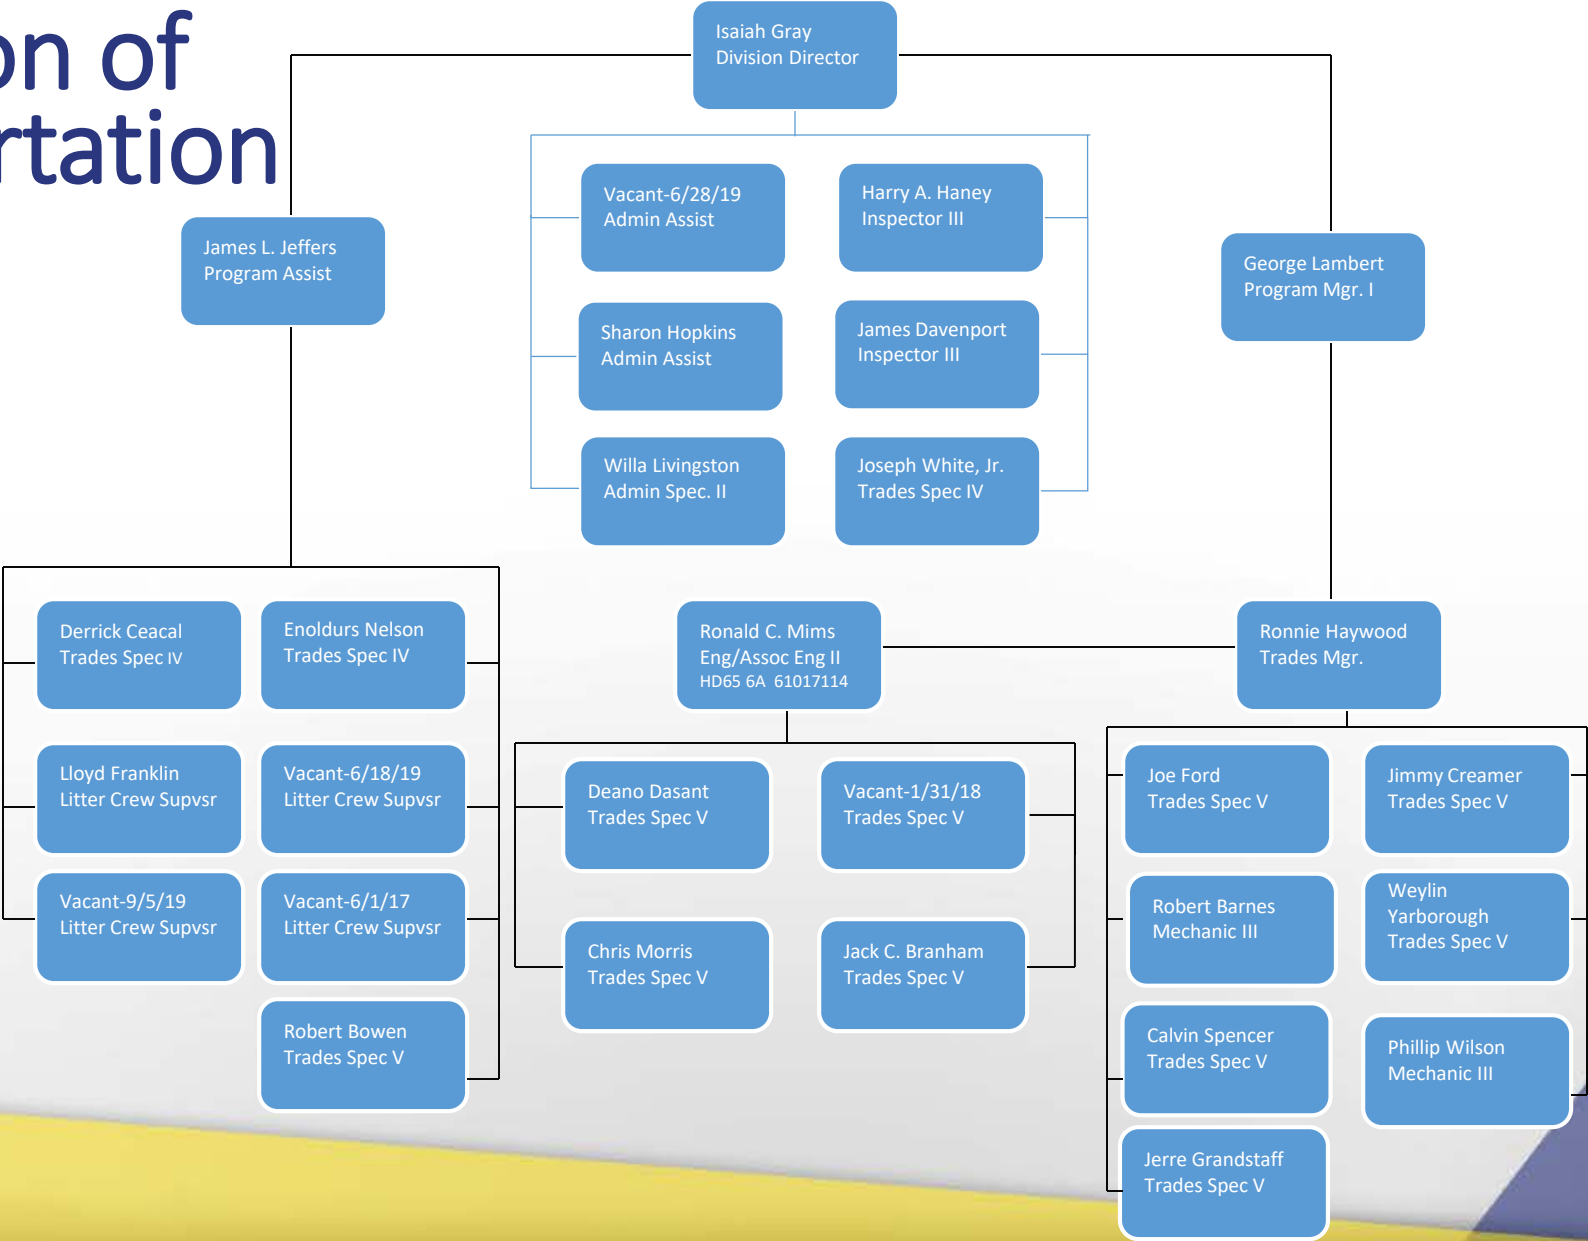 on of
rtation
Isaiah Gray
Division Director
Vacant-6/28/19
Admin Assist
Harry A. Haney
Inspector III
James L. Jeffers
Program Assist
George Lambert
Program Mgr. I
Sharon Hopkins
Admin Assist
James Davenport
Inspector III
Willa Livingston
Admin Spec. II
Joseph White, Jr.
Trades Spec IV
Derrick Ceacal
Trades Spec IV
Enoldurs Nelson
Trades Spec IV
Ronald C. Mims
Eng/Assoc Eng II
HD65 6A 61017114
Ronnie Haywood
Trades Mgr.
Lloyd Franklin
Litter Crew Supvsr
Vacant-6/18/19
Litter Crew Supvsr
Vacant-9/5/19
Litter Crew Supvsr
Vacant-6/1/17
Litter Crew Supvsr
Robert Bowen
Trades Spec V
Deano Dasant
Trades Spec V
Vacant-1/31/18
Trades Spec V
Chris Morris
Trades Spec V
Jack C. Branham
Trades Spec V
Joe Ford
Trades Spec V
Jimmy Creamer
Trades Spec V
Robert Barnes
Mechanic III
Weylin
Yarborough
Trades Spec V
Calvin Spencer
Trades Spec V
Phillip Wilson
Mechanic III
Jerre Grandstaff
Trades Spec V